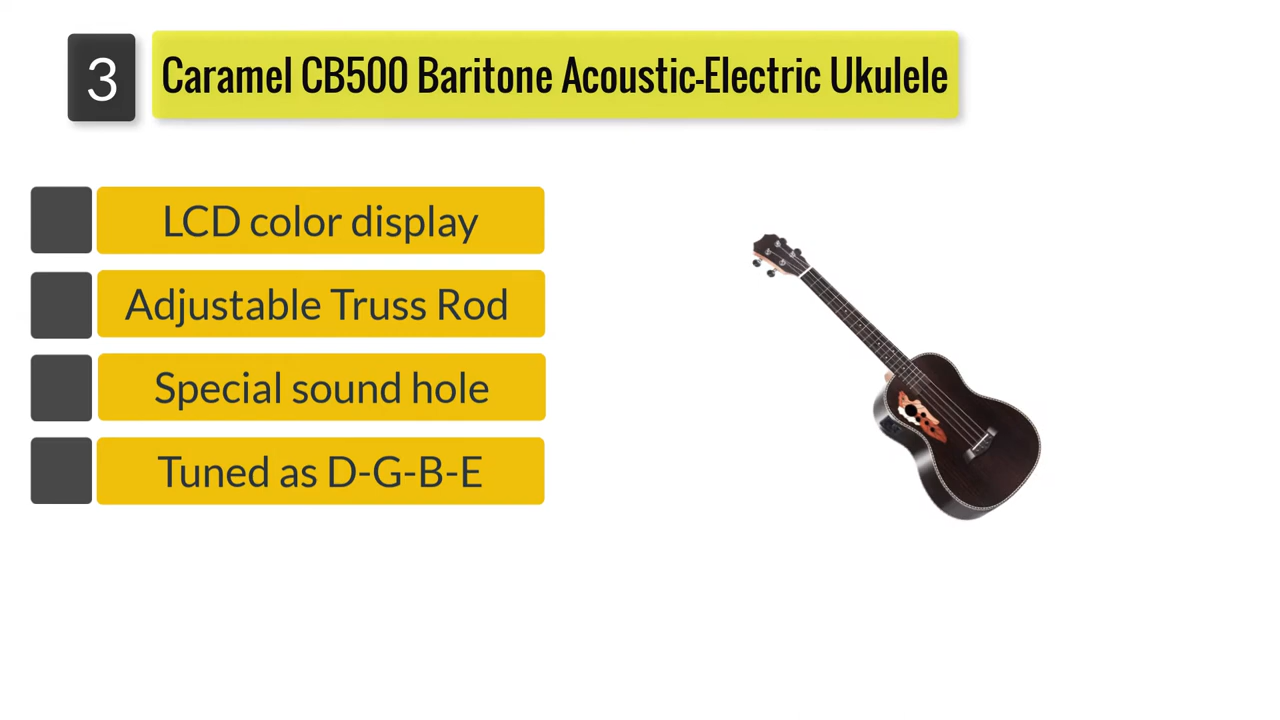 3
Caramel CB500 Baritone Acoustic-Electric Ukulele
LCD color display
Adjustable Truss Rod
Special sound hole
Tuned as D-G-B-E